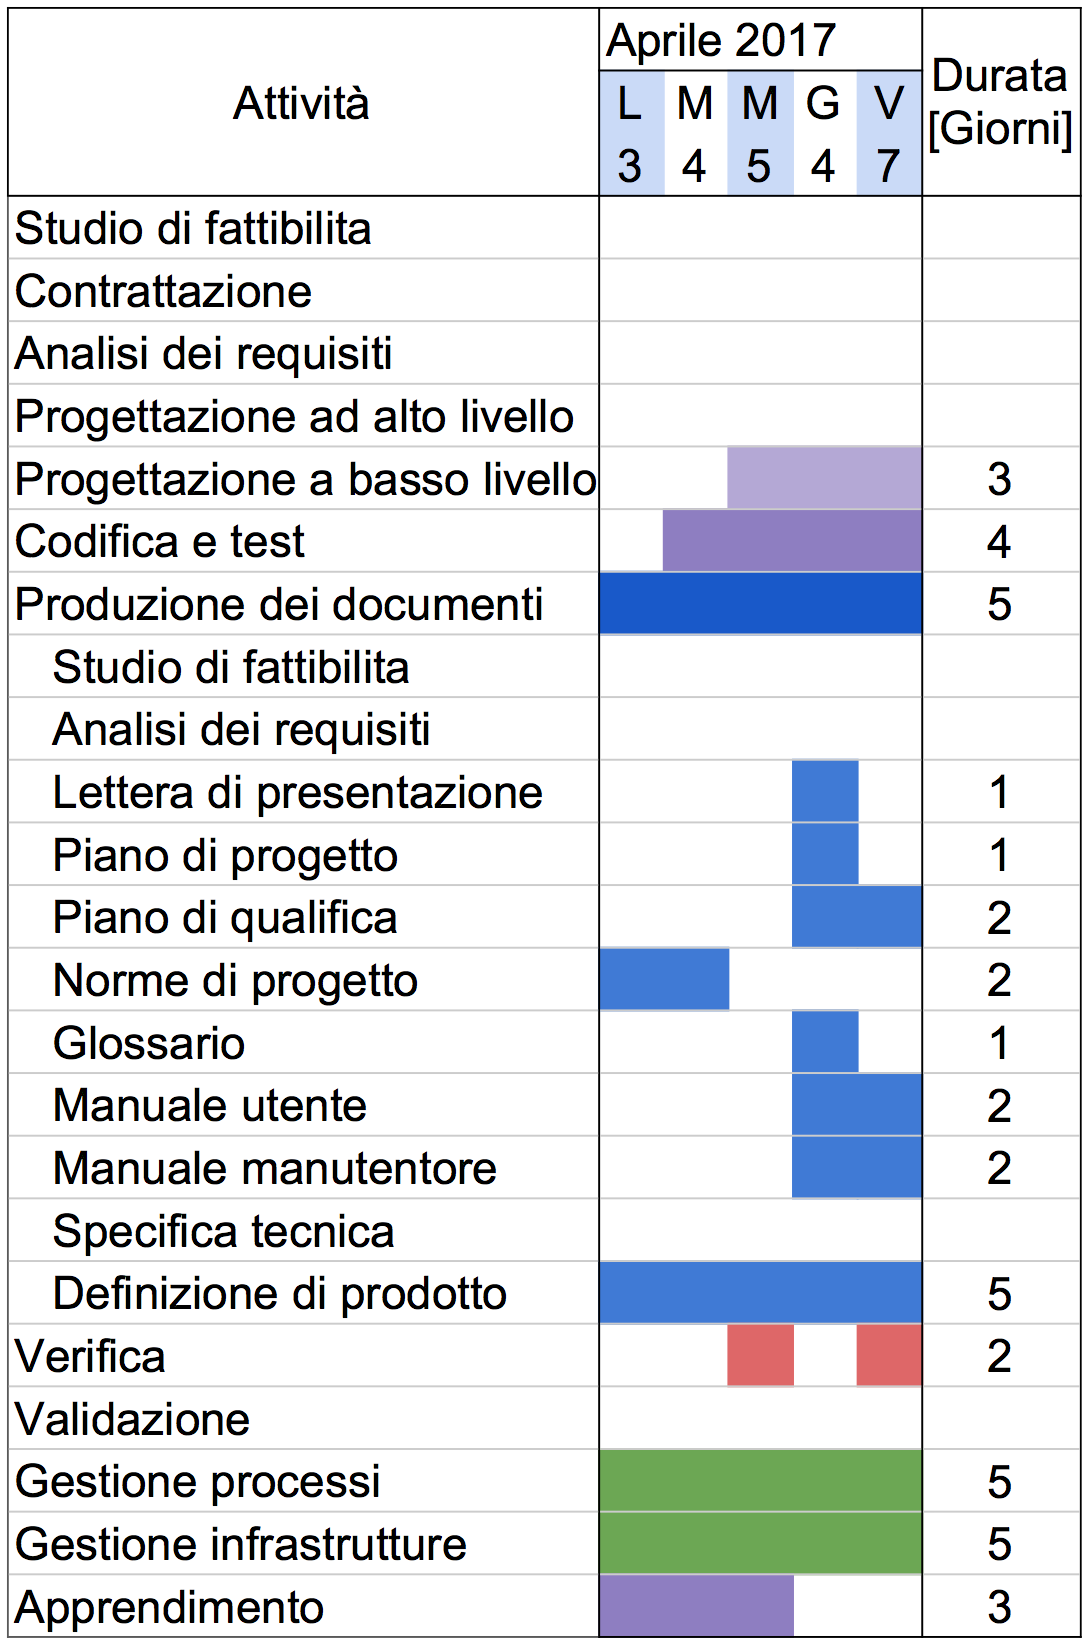 Attività
Aprile 2017
Durata
[Giorni]
L M M G V
3 4 5 4 7
Studio di fattibilita
Contrattazione
Analisi dei requisiti
Progettazione ad alto livello
Progettazione a basso livello 3
Codifica e test 4
Produzione dei documenti 5
Studio di fattibilita
Analisi dei requisiti
Lettera di presentazione 1
Piano di progetto 1
Piano di qualifica 2
Norme di progetto 2
Glossario 1
Manuale utente 2
Manuale manutentore 2
Specifica tecnica
Definizione di prodotto 5
Verifica 2
Validazione
Gestione processi 5
Gestione infrastrutture 5
Apprendimento 3